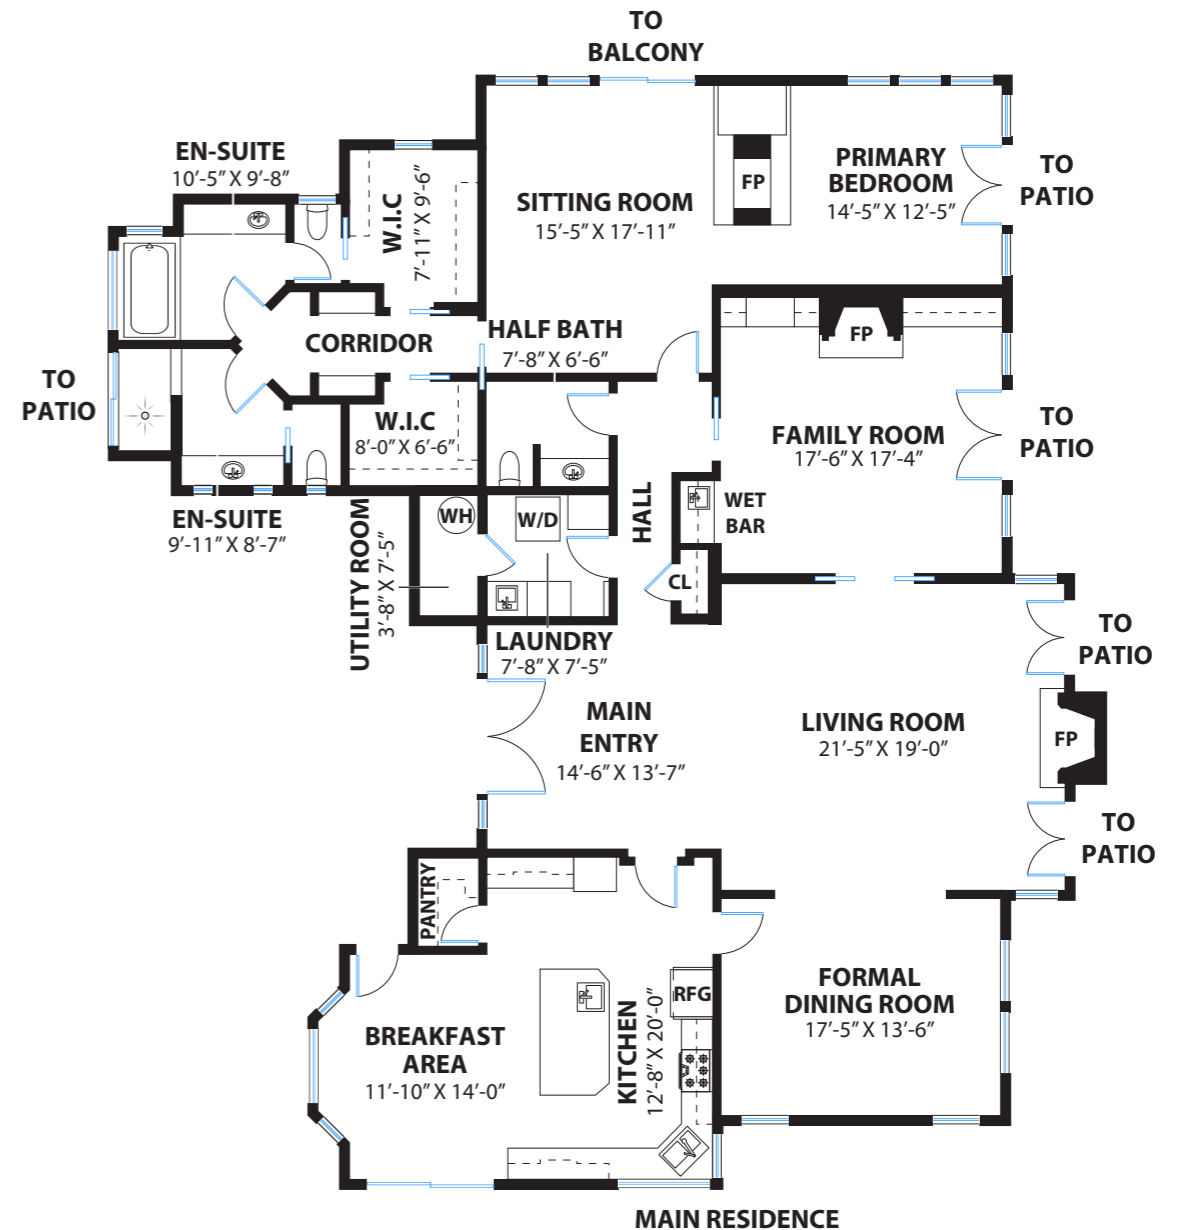 TO
BALCONY
EN-SUITE
10'-5" X 9'-8"
W.I.C
7'-11" X 9'-6"
SITTING ROOM
15'-5" X 17'-11"
FP
PRIMARY
BEDROOM
14'-5" X 12'-5"
TO
PATIO
CORRIDOR
HALF BATH
7'-8" X 6'-6"
FP
TO
PATIO
W.I.C
8'-0" X 6'-6"
FAMILY ROOM
17'-6" X 17'-4"
TO
PATIO
EN-SUITE
9'-11" X 8'-7"
UTILITY ROOM
3'-8" X 7'-5"
WH
W/D
HALL
WET
BAR
CL
LAUNDRY
7'-8" X 7'-5"
TO
PATIO
MAIN
ENTRY
14'-6" X 13'-7"
LIVING ROOM
21'-5" X 19'-0"
FP
TO
PATIO
PANTRY
BREAKFAST
AREA
11'-10" X 14'-0"
KITCHEN
12'-8" X 20'-0"
RFG
FORMAL
DINING ROOM
17'-5" X 13'-6"
MAIN RESIDENCE